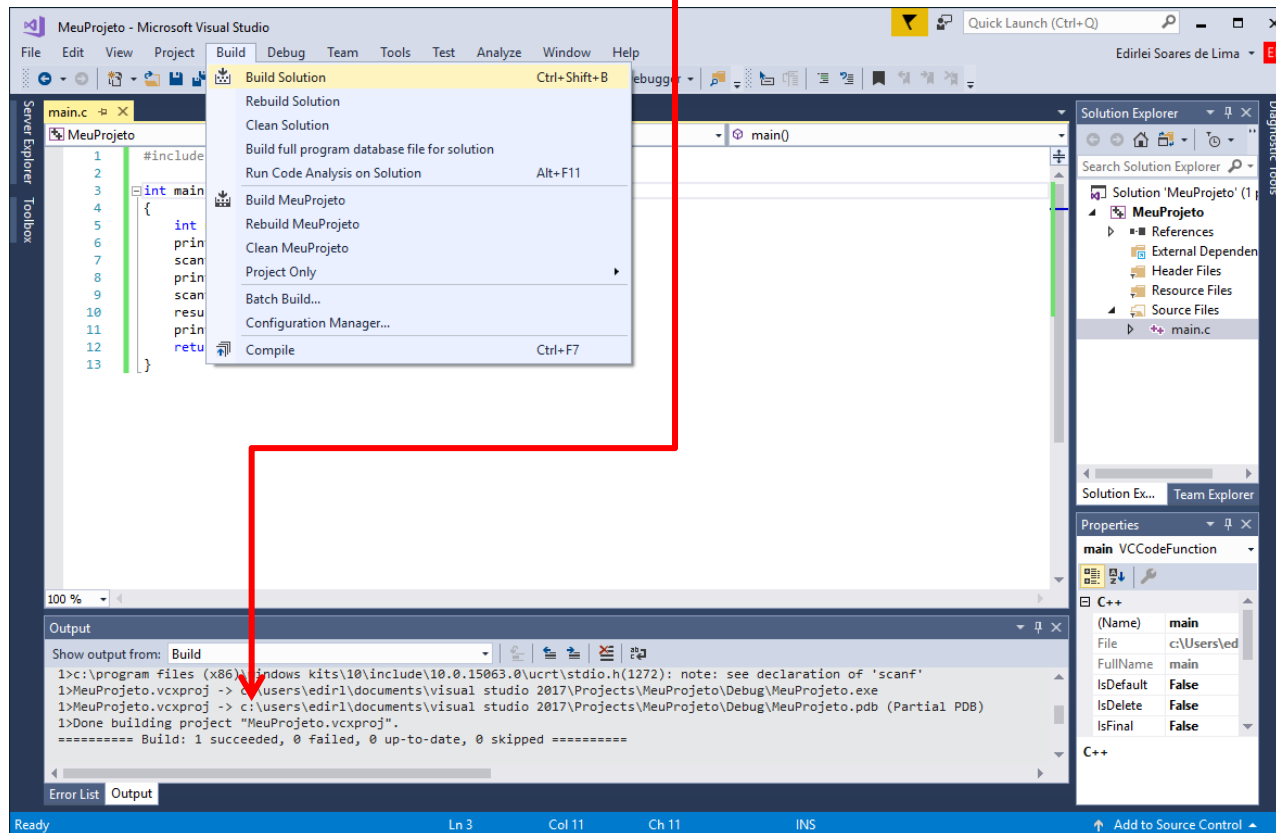 MeuProjeto - Microsoft Visual Studio
Quick Launch (Ctrl+Q)
File Edit View Project Build Debug Team Tools Test Analyze Window Help
Edirlei Soares de Lima
Server Explorer
Toolbox
Build Solution Ctrl+Shift+B
Rebuild Solution
Clean Solution
Build full program database file for solution
Run Code Analysis on Solution Alt+F11
Build MeuProjeto
Rebuild MeuProjeto
Clean MeuProjeto
Project Only
Batch Build...
Configuration Manager...
Compile Ctrl+F7
main.c
MeuProjeto
main()
1 #include
2
3 int main
4 {
5 int
6 prin
7 scan
8 prin
9 scan
10 resu
11 prin
12 retu
13 }
100 %
Solution Explorer
Search Solution Explorer
Solution 'MeuProjeto' (1 p
MeuProjeto
References
External Dependen
Header Files
Resource Files
Source Files
main.c
Solution Ex... Team Explorer
Diagnostic Tools
Properties
main VCCodeFunction
C++
(Name) main
File c:\Users\ed
FullName main
IsDefault False
IsDelete False
IsFinal False
C++
Output
Show output from: Build
1>c:\program files (x86)\windows kits\10\include\10.0.15063.0\ucrt\stdio.h(1272): note: see declaration of 'scanf'
1>MeuProjeto.vcxproj -> c:\users\edirl\documents\visual studio 2017\Projects\MeuProjeto\Debug\MeuProjeto.exe
1>MeuProjeto.vcxproj -> c:\users\edirl\documents\visual studio 2017\Projects\MeuProjeto\Debug\MeuProjeto.pdb (Partial PDB)
1>Done building project "MeuProjeto.vcxproj".
========== Build: 1 succeeded, 0 failed, 0 up-to-date, 0 skipped ==========
Error List Output
Ready Ln 3 Col 11 Ch 11 INS Add to Source Control